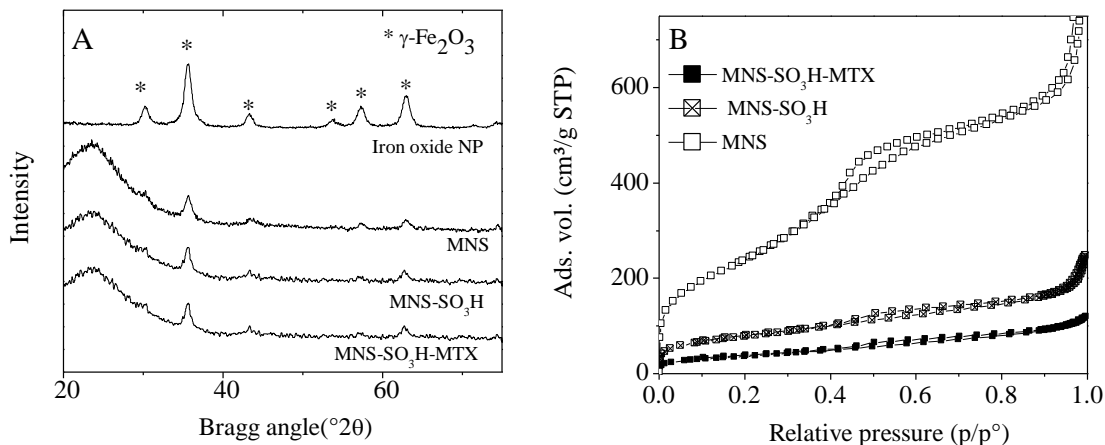 A
* γ-Fe₂O₃
*
*
*
*
*
*
Iron oxide NP
MNS
MNS-SO₃H
MNS-SO₃H-MTX
Intensity
20
40
60
Bragg angle(°2θ)
B
MNS-SO₃H-MTX
MNS-SO₃H
MNS
Ads. vol. (cm³/g STP)
600
400
200
0
0.0
0.2
0.4
0.6
0.8
1.0
Relative pressure (p/p°)